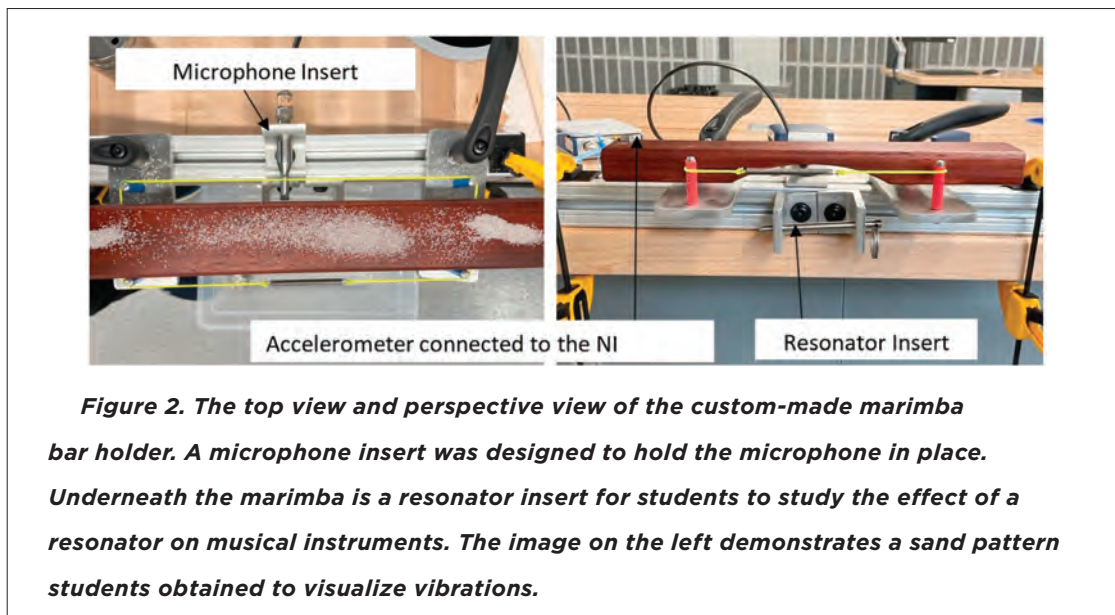 Microphone Insert
Accelerometer connected to the NI
Resonator Insert
Figure 2. The top view and perspective view of the custom-made marimba
bar holder. A microphone insert was designed to hold the microphone in place.
Underneath the marimba is a resonator insert for students to study the effect of a
resonator on musical instruments. The image on the left demonstrates a sand pattern
students obtained to visualize vibrations.